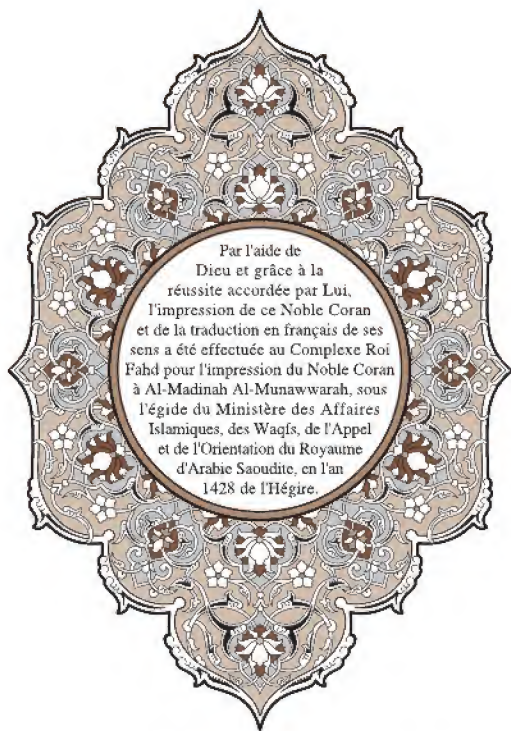 Par l'aide de
Dieu et grâce à la
réussite accordée par Lui,
l'impression de ce Noble Coran
et de la traduction en français de ses
sens a été effectuée au Complexe Roi
Fahd pour l'impression du Noble Coran
à Al-Madinah Al-Munawwarah, sous
l'égide du Ministère des Affaires
Islamiques, des Waqfs, de l'Appel
et de l'Orientation du Royaume
d'Arabie Saoudite, en l'an
1428 de l'Hégire.